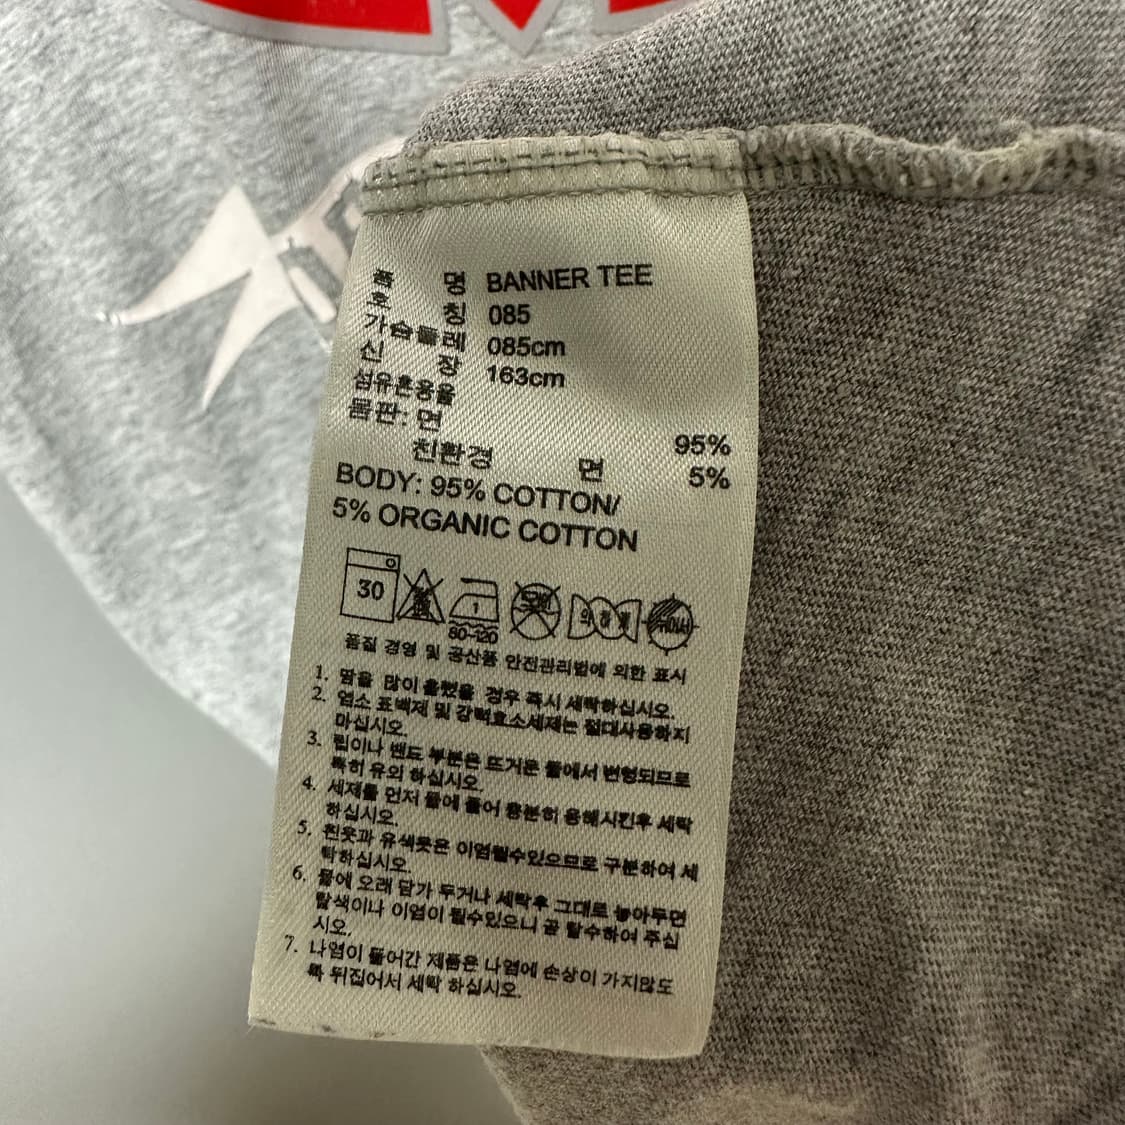 품 명 BANNER TEE
호 칭 085
가슴둘레 085cm
신 장 163cm
섬유혼용율
몸판: 면 95%
친환경 면 5%
BODY: 95% COTTON/
5% ORGANIC COTTON
30
1
80-120
약하게
뉘어서
품질 경영 및 공산품 안전관리법에 의한 표시
1. 땀을 많이 흘렸을 경우 즉시 세탁하십시오.
2. 염소 표백제 및 강력효소세제는 절대사용하지
마십시오.
3. 립이나 밴드 부분은 뜨거운 물에서 변형되므로
특히 유의 하십시오.
4. 세제를 먼저 물에 풀어 충분히 용해시킨후 세탁
하십시오.
5. 흰옷과 유색옷은 이염될수있으므로 구분하여 세
탁하십시오.
6. 물에 오래 담가 두거나 세탁후 그대로 놓아두면
탈색이나 이염이 될수있으니 곧 탈수하여 주십
시오.
7. 나염이 들어간 제품은 나염에 손상이 가지않도
록 뒤집어서 세탁 하십시오.